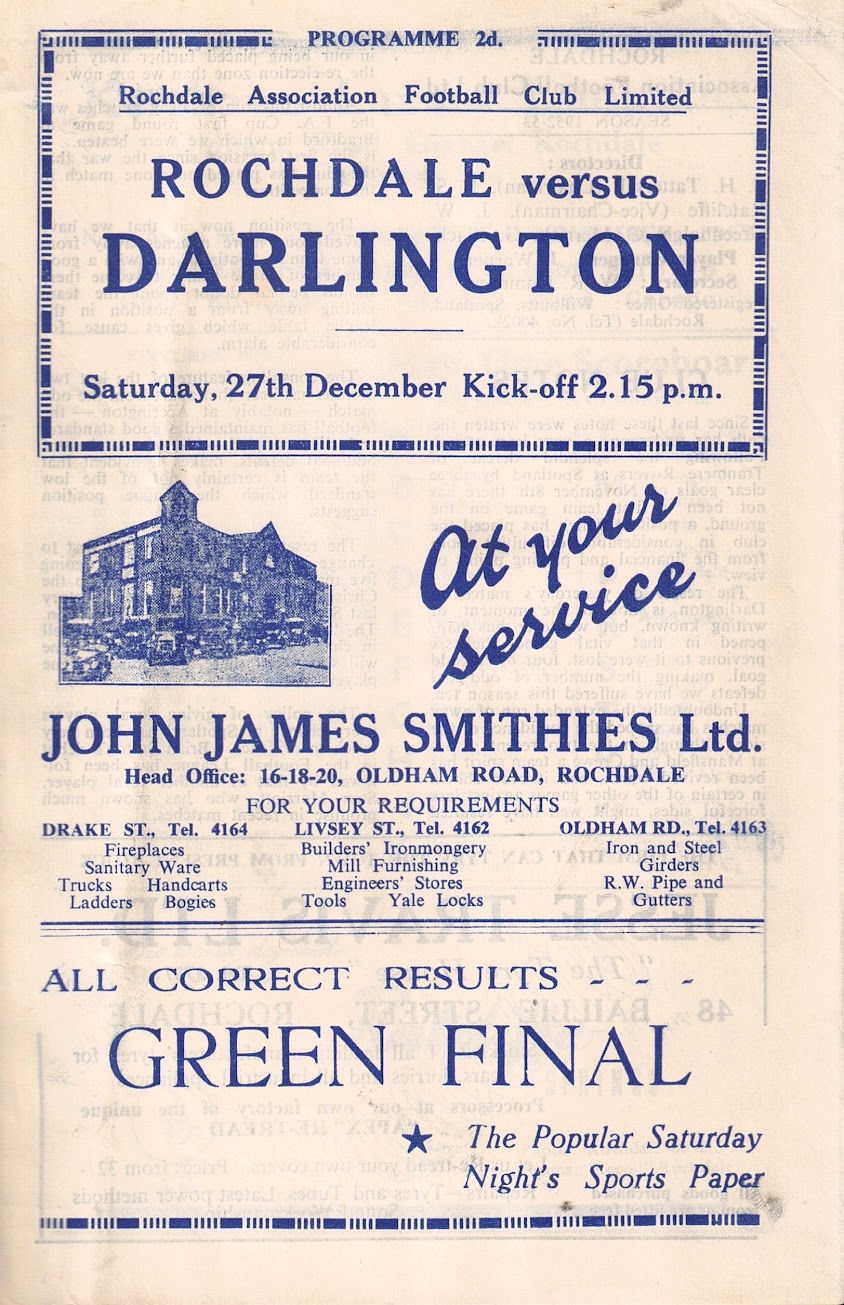 PROGRAMME 2d.
Rochdale Association Football Club Limited
ROCHDALE versus
DARLINGTON
Saturday, 27th December Kick-off 2.15 p.m.
At your
service
JOHN JAMES SMITHIES Ltd.
Head Office: 16-18-20, OLDHAM ROAD, ROCHDALE
FOR YOUR REQUIREMENTS
DRAKE ST., Tel. 4164 LIVSEY ST., Tel. 4162 OLDHAM RD., Tel. 4163
Fireplaces Builders' Ironmongery Iron and Steel
Sanitary Ware Mill Furnishing Girders
Trucks Handcarts Engineers' Stores R.W. Pipe and
Ladders Bogies Tools Yale Locks Gutters
ALL CORRECT RESULTS - - -
GREEN FINAL
★ The Popular Saturday
Night's Sports Paper